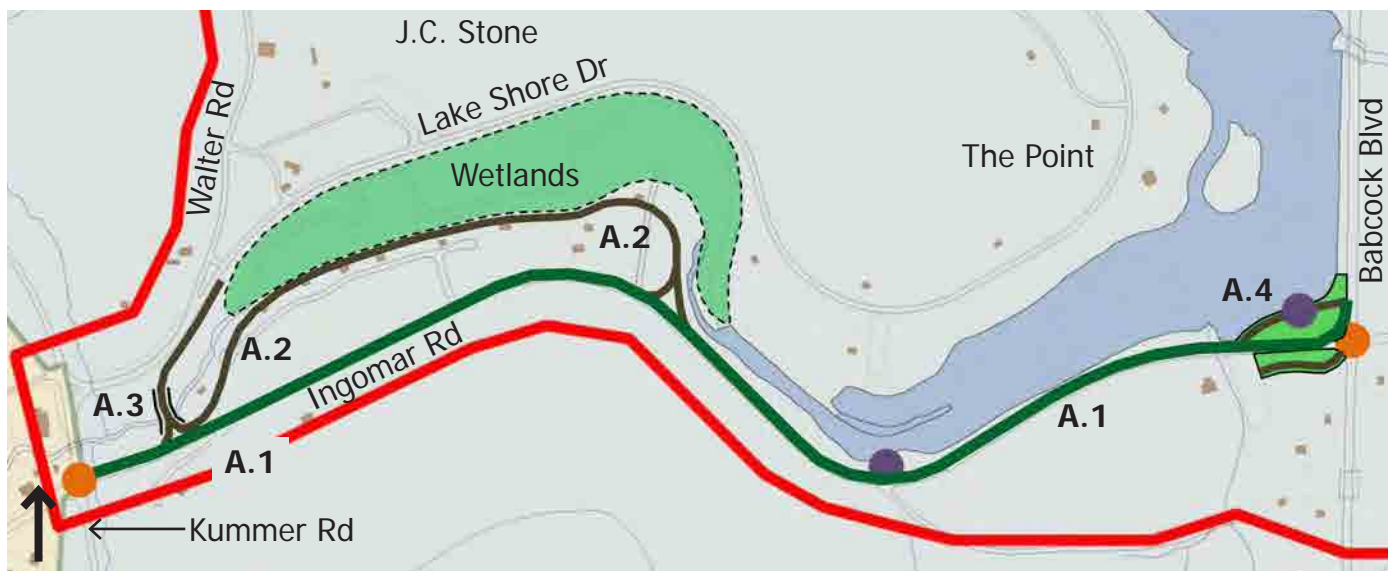 J.C. Stone
Lake Shore Dr
Walter Rd
Wetlands
The Point
Babcock Blvd
A.2
A.4
A.2
Ingomar Rd
A.3
A.1
A.1
Kummer Rd